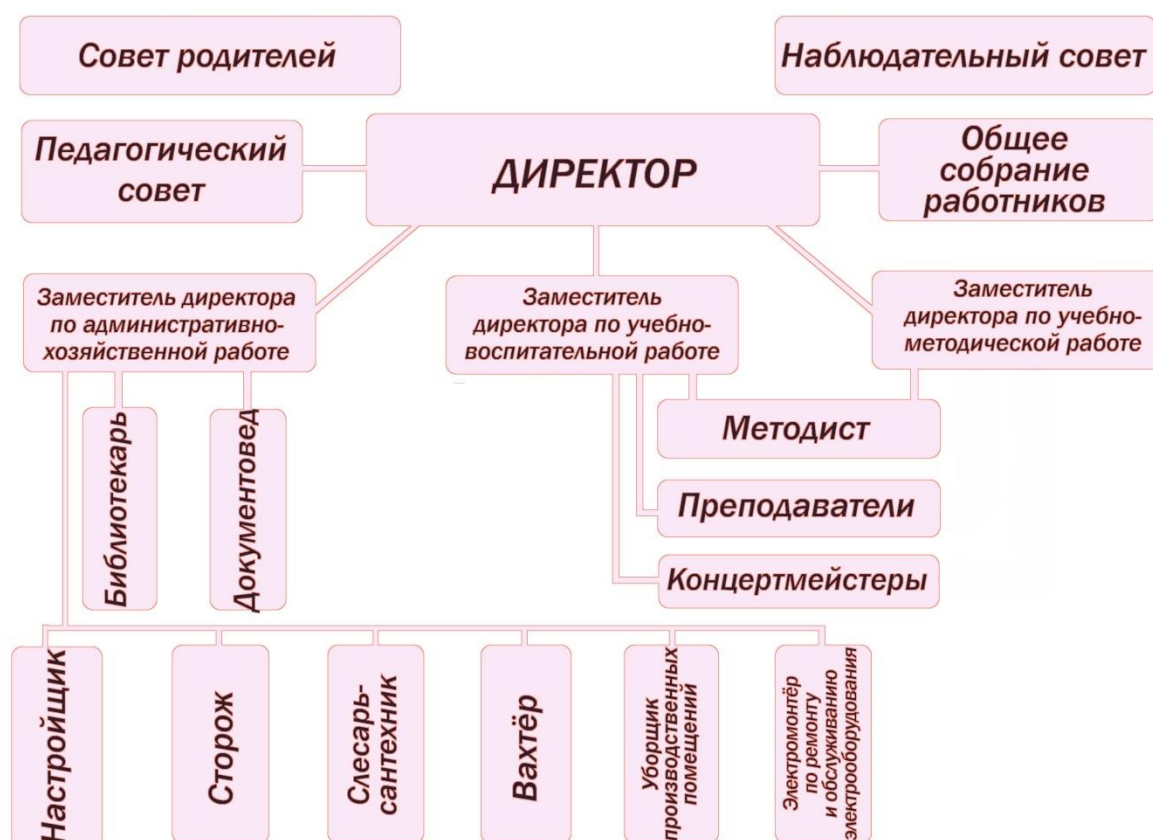 Совет родителей
Наблюдательный совет
Педагогический
совет
ДИРЕКТОР
Общее
собрание
работников
Заместитель директора
по административно-
хозяйственной работе
Заместитель
директора по учебно-
воспитательной работе
Заместитель
директора по учебно-
методической работе
Библиотекарь
Документовед
Методист
Преподаватели
Концертмейстеры
Настройщик
Сторож
Слесарь-
сантехник
Вахтёр
Уборщик
производственных
помещений
Электромонтёр
по ремонту
и обслуживанию
электрооборудования